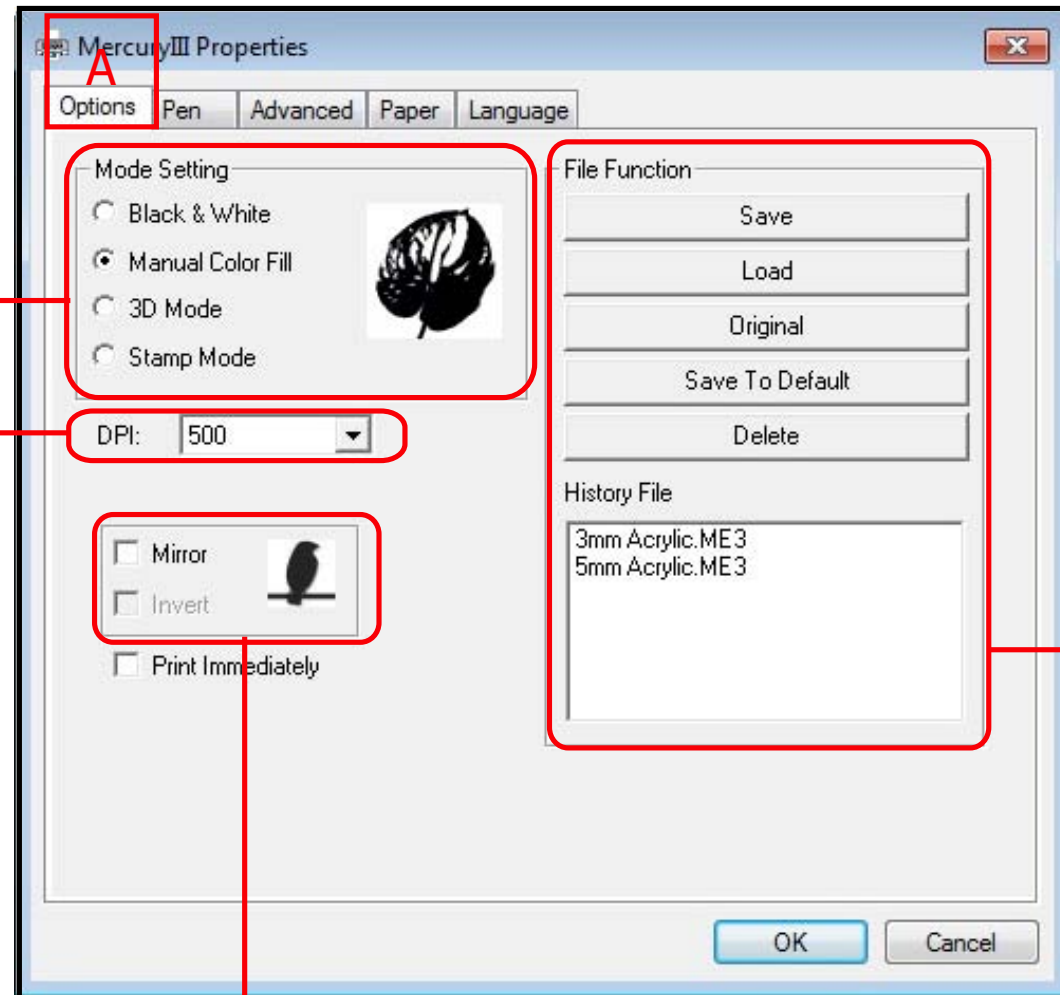 MercuryIII Properties
A
Options Pen Advanced Paper Language
Mode Setting
Black & White
Manual Color Fill
3D Mode
Stamp Mode
DPI: 500
Mirror
Invert
Print Immediately
File Function
Save
Load
Original
Save To Default
Delete
History File
3mm Acrylic.ME3
5mm Acrylic.ME3
OK Cancel